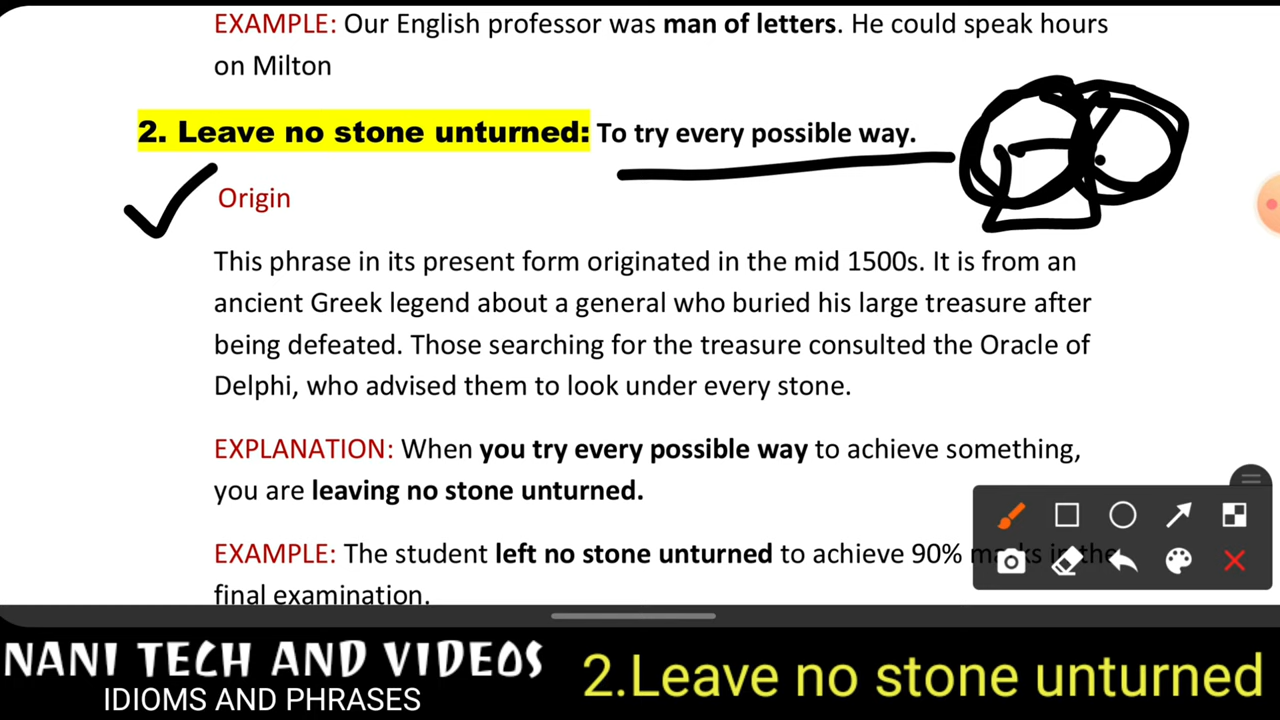 EXAMPLE: Our English professor was man of letters. He could speak hours
on Milton
2. Leave no stone unturned: To try every possible way.
Origin
This phrase in its present form originated in the mid 1500s. It is from an
ancient Greek legend about a general who buried his large treasure after
being defeated. Those searching for the treasure consulted the Oracle of
Delphi, who advised them to look under every stone.
EXPLANATION: When you try every possible way to achieve something,
you are leaving no stone unturned.
EXAMPLE: The student left no stone unturned to achieve 90% marks in the
final examination.
NANI TECH AND VIDEOS
IDIOMS AND PHRASES
2.Leave no stone unturned